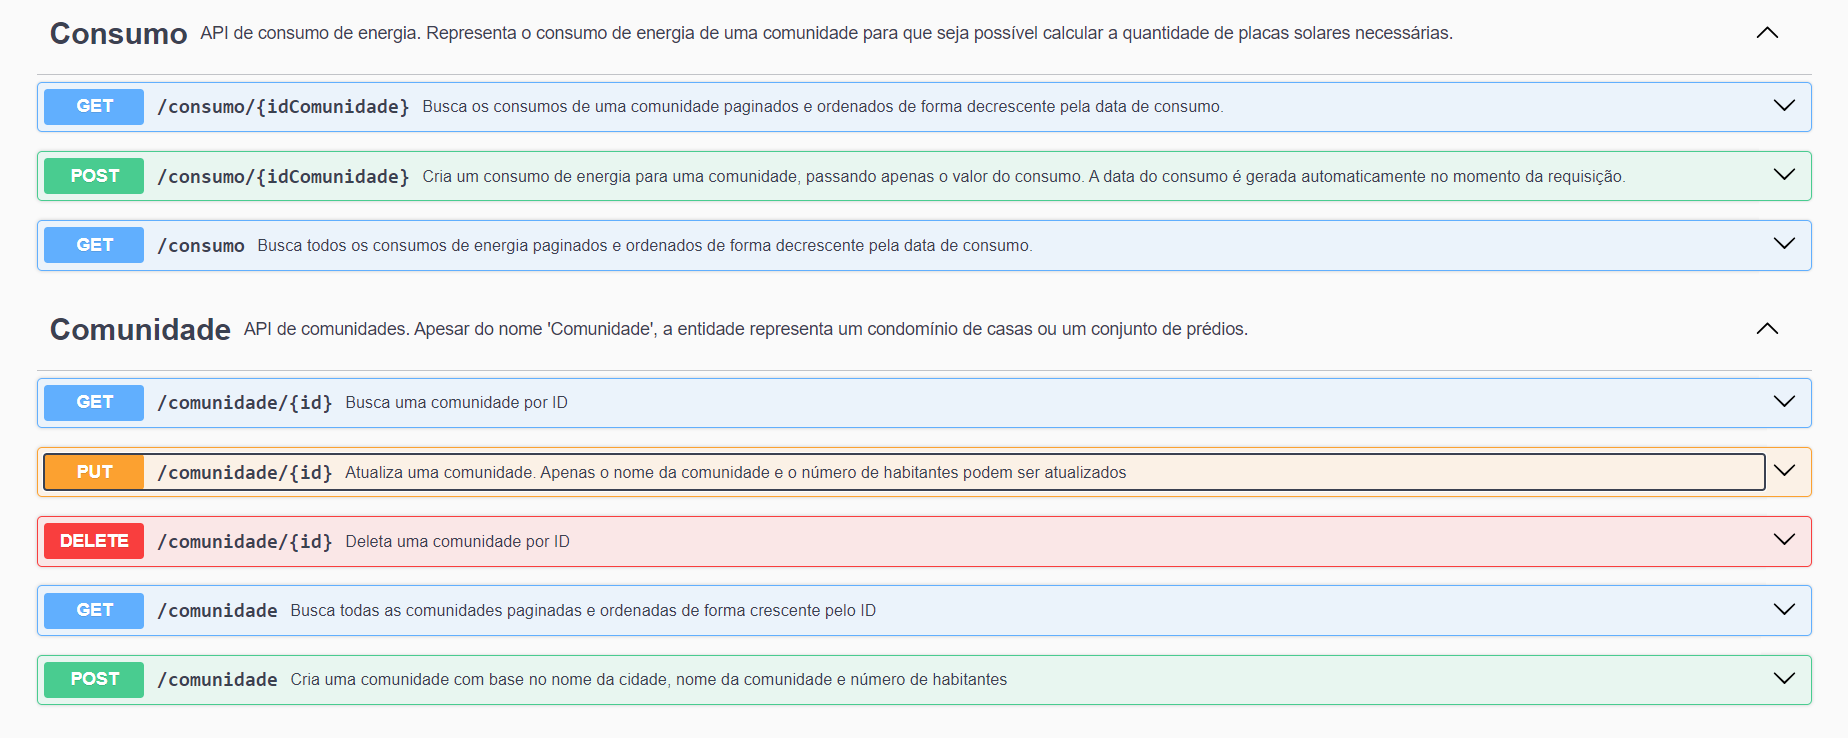 Consumo API de consumo de energia. Representa o consumo de energia de uma comunidade para que seja possível calcular a quantidade de placas solares necessárias.
GET /consumo/{idComunidade} Busca os consumos de uma comunidade paginados e ordenados de forma decrescente pela data de consumo.
POST /consumo/{idComunidade} Cria um consumo de energia para uma comunidade, passando apenas o valor do consumo. A data do consumo é gerada automaticamente no momento da requisição.
GET /consumo Busca todos os consumos de energia paginados e ordenados de forma decrescente pela data de consumo.
Comunidade API de comunidades. Apesar do nome 'Comunidade', a entidade representa um condomínio de casas ou um conjunto de prédios.
GET /comunidade/{id} Busca uma comunidade por ID
PUT /comunidade/{id} Atualiza uma comunidade. Apenas o nome da comunidade e o número de habitantes podem ser atualizados
DELETE /comunidade/{id} Deleta uma comunidade por ID
GET /comunidade Busca todas as comunidades paginadas e ordenadas de forma crescente pelo ID
POST /comunidade Cria uma comunidade com base no nome da cidade, nome da comunidade e número de habitantes